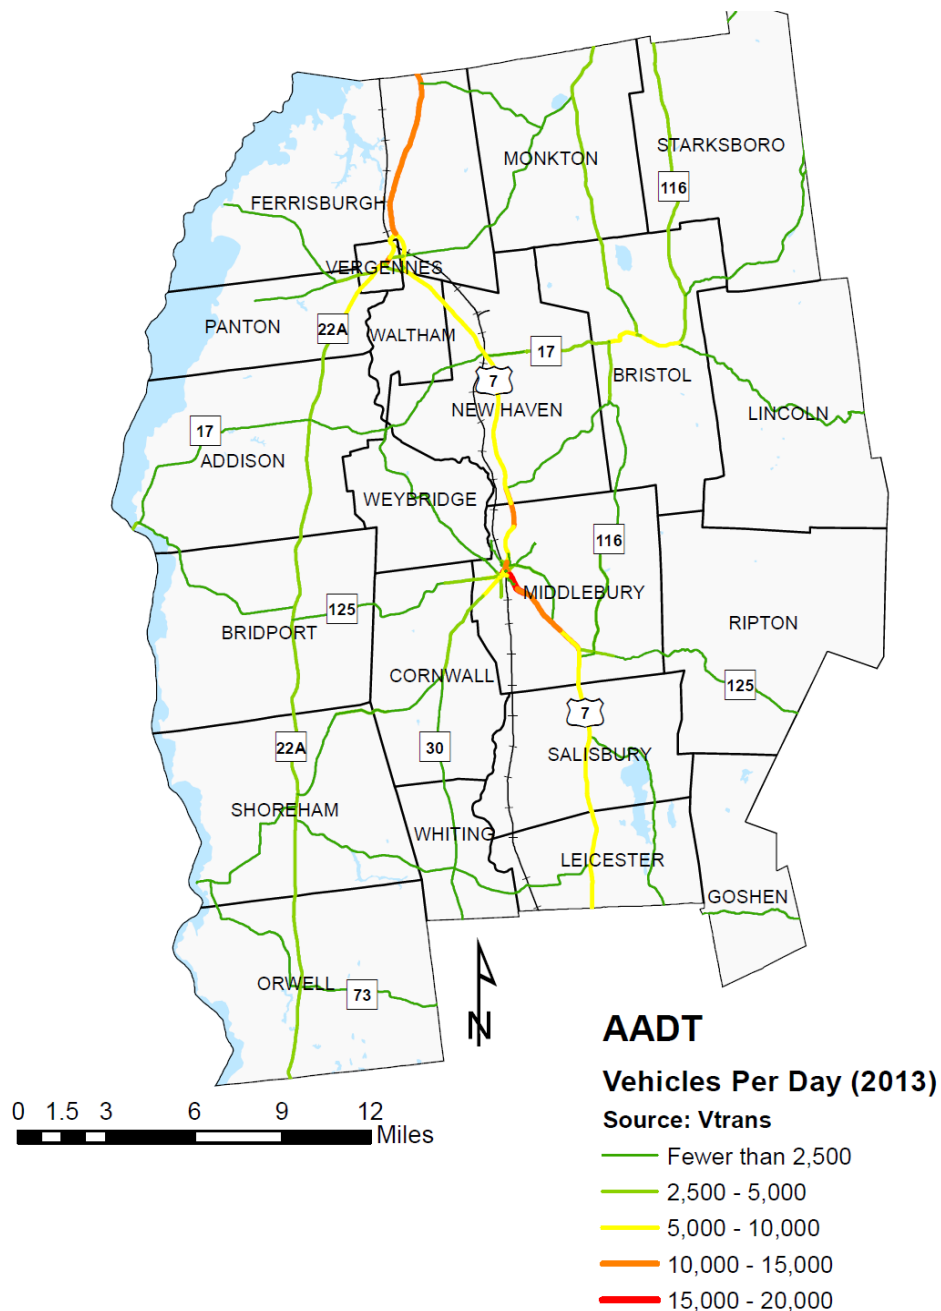 STARKSBORO
MONKTON
116
FERRISBURGH
VERGENNES
PANTON
22A
WALTHAM
17
BRISTOL
7
NEW HAVEN
LINCOLN
17
ADDISON
WEYBRIDGE
116
MIDDLEBURY
125
RIPTON
BRIDPORT
CORNWALL
125
7
22A
30
SALISBURY
SHOREHAM
WHITING
LEICESTER
GOSHEN
ORWELL
73
N
AADT
Vehicles Per Day (2013)
Source: Vtrans
0 1.5 3 6 9 12
Miles
Fewer than 2,500
2,500 - 5,000
5,000 - 10,000
10,000 - 15,000
15,000 - 20,000